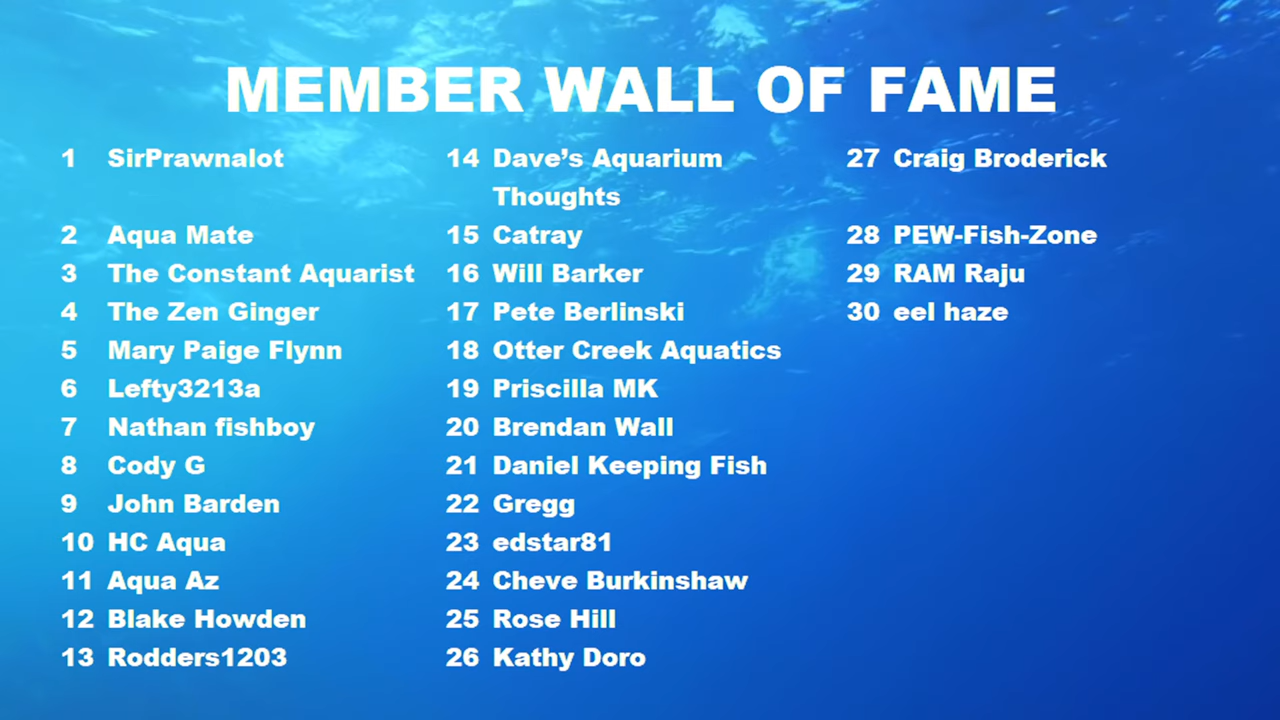 MEMBER WALL OF FAME
1 SirPrawnalot
2 Aqua Mate
3 The Constant Aquarist
4 The Zen Ginger
5 Mary Paige Flynn
6 Lefty3213a
7 Nathan fishboy
8 Cody G
9 John Barden
10 HC Aqua
11 Aqua Az
12 Blake Howden
13 Rodders1203
14 Dave’s Aquarium
Thoughts
15 Catray
16 Will Barker
17 Pete Berlinski
18 Otter Creek Aquatics
19 Priscilla MK
20 Brendan Wall
21 Daniel Keeping Fish
22 Gregg
23 edstar81
24 Cheve Burkinshaw
25 Rose Hill
26 Kathy Doro
27 Craig Broderick
28 PEW-Fish-Zone
29 RAM Raju
30 eel haze